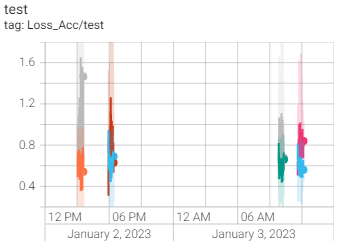 test
tag: Loss_Acc/test
1.6
1.2
0.8
0.4
12 PM 06 PM 12 AM 06 AM
January 2, 2023 January 3, 2023